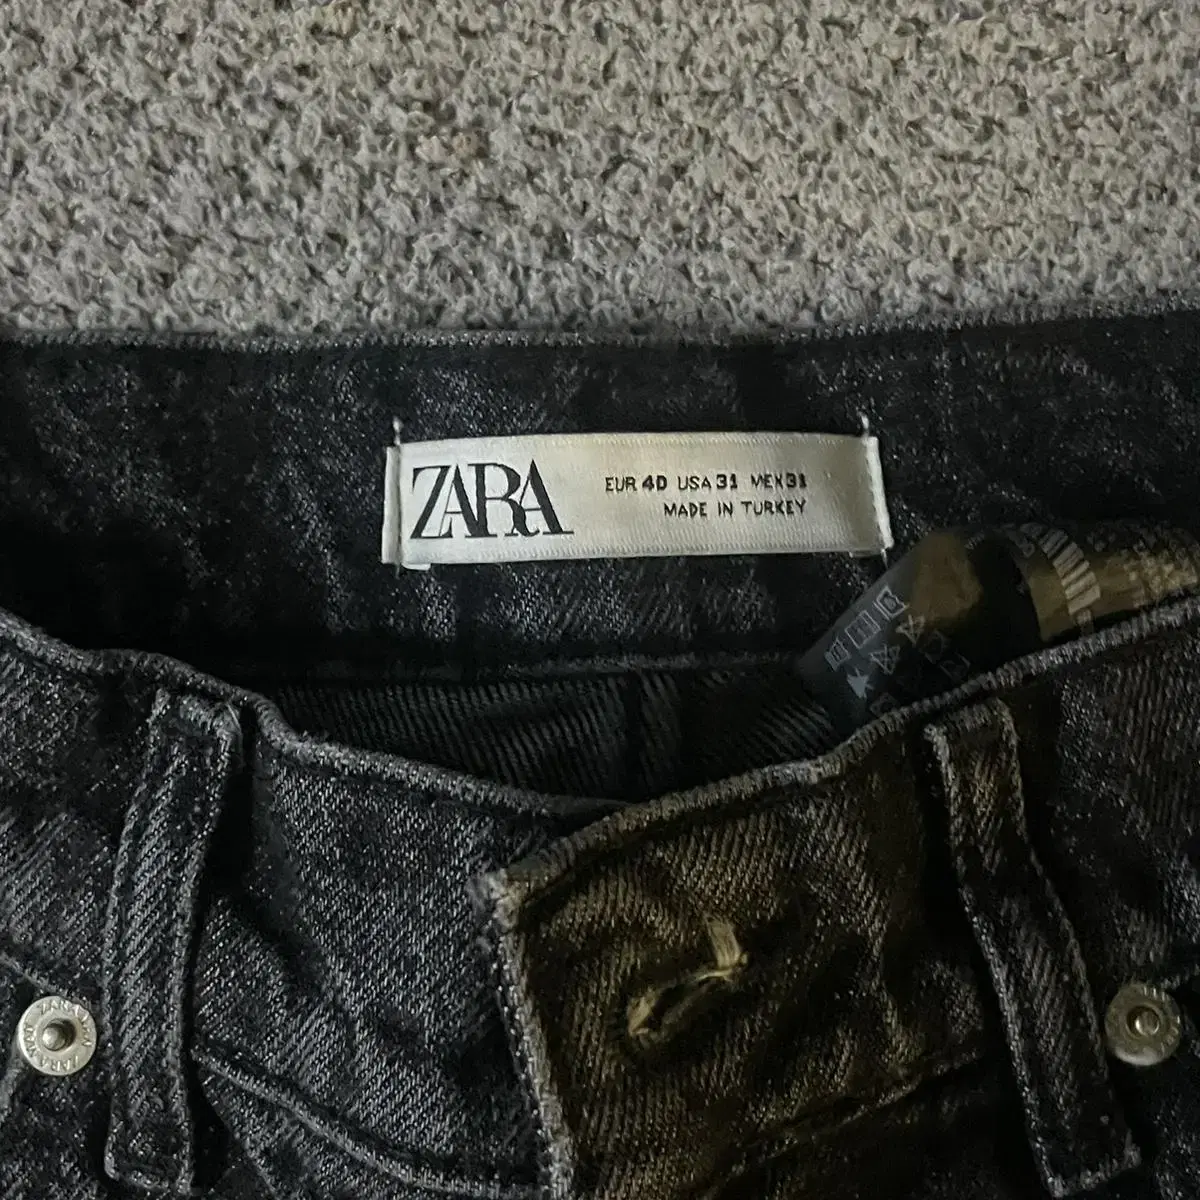 ZARA
EUR 40 USA 31 MEX 31
MADE IN TURKEY